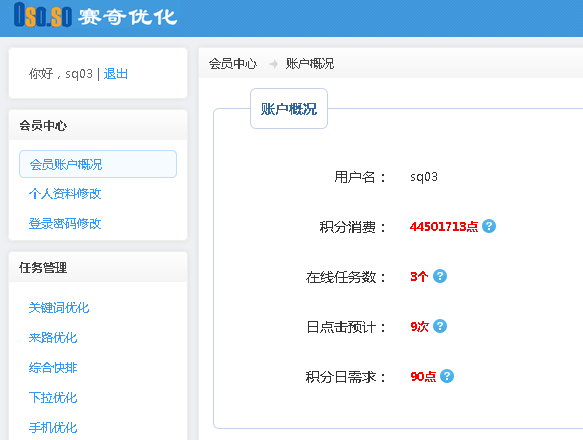 Oso.so 赛奇优化
你好，sq03 | 退出
会员中心
会员账户概况
个人资料修改
登录密码修改
任务管理
关键词优化
来路优化
综合快排
下拉优化
手机优化
会员中心 账户概况
账户概况
用户名： sq03
积分消费： 44501713点 ?
在线任务数： 3个 ?
日点击预计： 9次 ?
积分日需求： 90点 ?